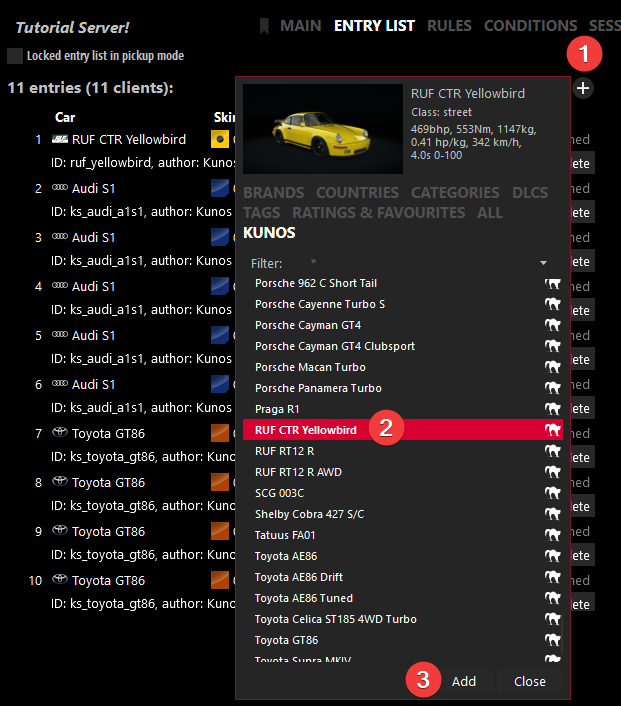 Tutorial Server!
MAIN ENTRY LIST RULES CONDITIONS SESS
Locked entry list in pickup mode
1
11 entries (11 clients):
+
Car Skin
1 RUF CTR Yellowbird
ID: ruf_yellowbird, author: Kunos
2 Audi S1
ID: ks_audi_a1s1, author: Kunos
3 Audi S1
ID: ks_audi_a1s1, author: Kunos
4 Audi S1
ID: ks_audi_a1s1, author: Kunos
5 Audi S1
ID: ks_audi_a1s1, author: Kunos
6 Audi S1
ID: ks_audi_a1s1, author: Kunos
7 Toyota GT86
ID: ks_toyota_gt86, author: Kuno
8 Toyota GT86
ID: ks_toyota_gt86, author: Kuno
9 Toyota GT86
ID: ks_toyota_gt86, author: Kuno
10 Toyota GT86
ID: ks_toyota_gt86, author: Kuno
RUF CTR Yellowbird
Class: street
469bhp, 553Nm, 1147kg,
0.41 hp/kg, 342 km/h,
4.0s 0-100
BRANDS COUNTRIES CATEGORIES DLCS
TAGS RATINGS & FAVOURITES ALL
KUNOS
Filter: *
Porsche 962 C Short Tail
Porsche Cayenne Turbo S
Porsche Cayman GT4
Porsche Cayman GT4 Clubsport
Porsche Macan Turbo
Porsche Panamera Turbo
Praga R1
RUF CTR Yellowbird 2
RUF RT12 R
RUF RT12 R AWD
SCG 003C
Shelby Cobra 427 S/C
Tatuus FA01
Toyota AE86
Toyota AE86 Drift
Toyota AE86 Tuned
Toyota Celica ST185 4WD Turbo
Toyota GT86
Toyota Supra MKIV
3 Add Close